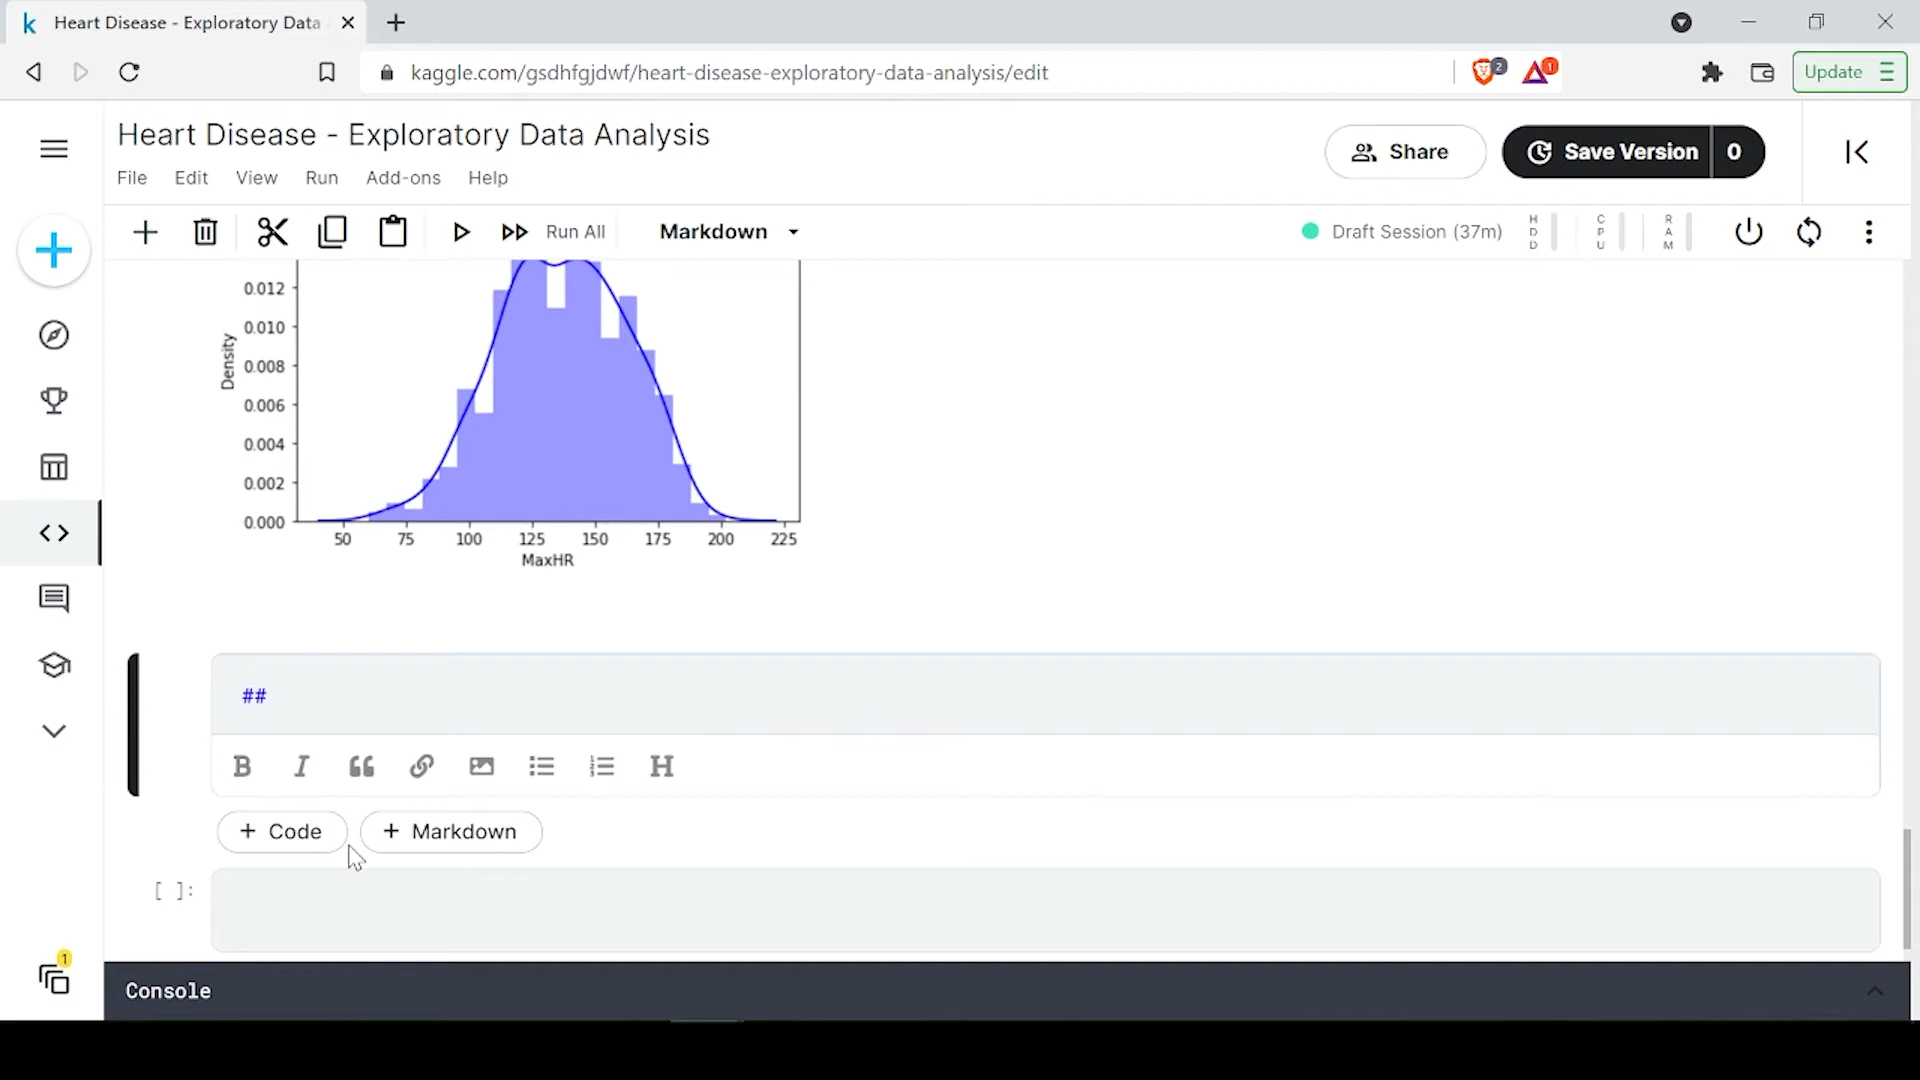 Heart Disease - Exploratory Data
kaggle.com/gsdhfgjdwf/heart-disease-exploratory-data-analysis/edit
2
1
Update
Heart Disease - Exploratory Data Analysis
Share
Save Version
0
File Edit View Run Add-ons Help
Run All
Markdown
Draft Session (37m)
HDD
CPU
RAM
0.012
0.010
0.008
0.006
0.004
0.002
0.000
Density
50 75 100 125 150 175 200 225
MaxHR
##
B I H
+ Code
+ Markdown
[ ]:
1
Console